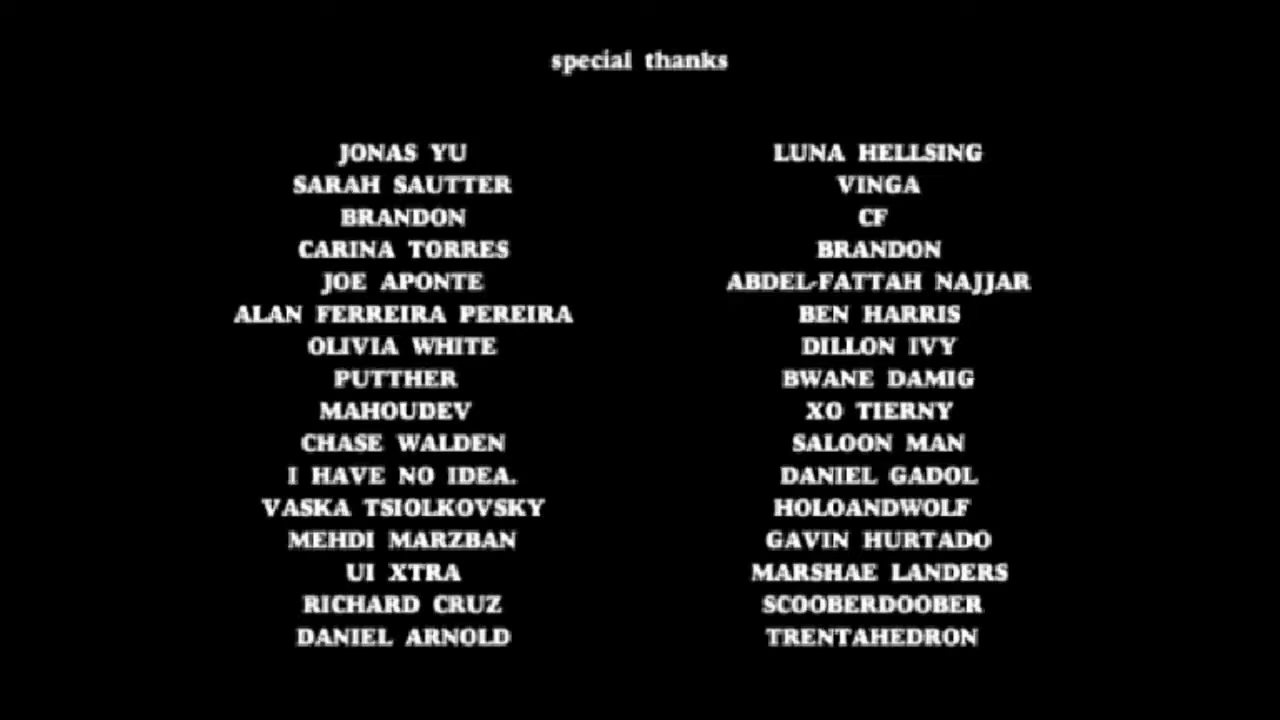 special thanks
JONAS YU
SARAH SAUTTER
BRANDON
CARINA TORRES
JOE APONTE
ALAN FERREIRA PEREIRA
OLIVIA WHITE
PUTTHER
MAHOUDEV
CHASE WALDEN
I HAVE NO IDEA.
VASKA TSIOLKOVSKY
MEHDI MARZBAN
UI XTRA
RICHARD CRUZ
DANIEL ARNOLD
LUNA HELLSING
VINGA
CF
BRANDON
ABDEL-FATTAH NAJJAR
BEN HARRIS
DILLON IVY
BWANE DAMIG
XO TIERNY
SALOON MAN
DANIEL GADOL
HOLOANDWOLF
GAVIN HURTADO
MARSHAE LANDERS
SCOOBERDOOBER
TRENTAHEDRON